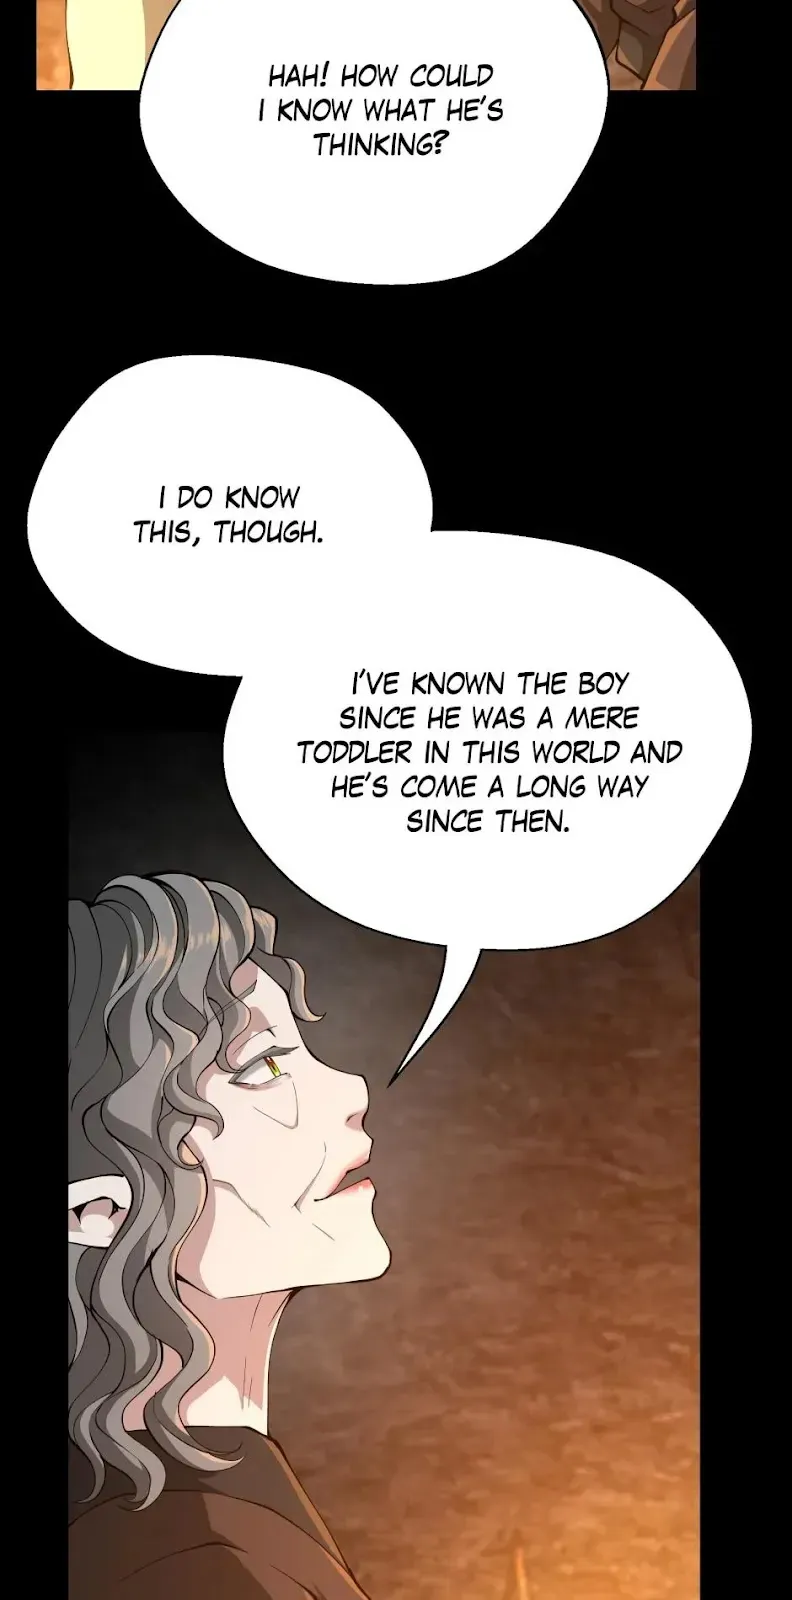 HAH! HOW COULD
I KNOW WHAT HE'S
THINKING?
I DO KNOW
THIS, THOUGH.
I'VE KNOWN THE BOY
SINCE HE WAS A MERE
TODDLER IN THIS WORLD AND
HE'S COME A LONG WAY
SINCE THEN.